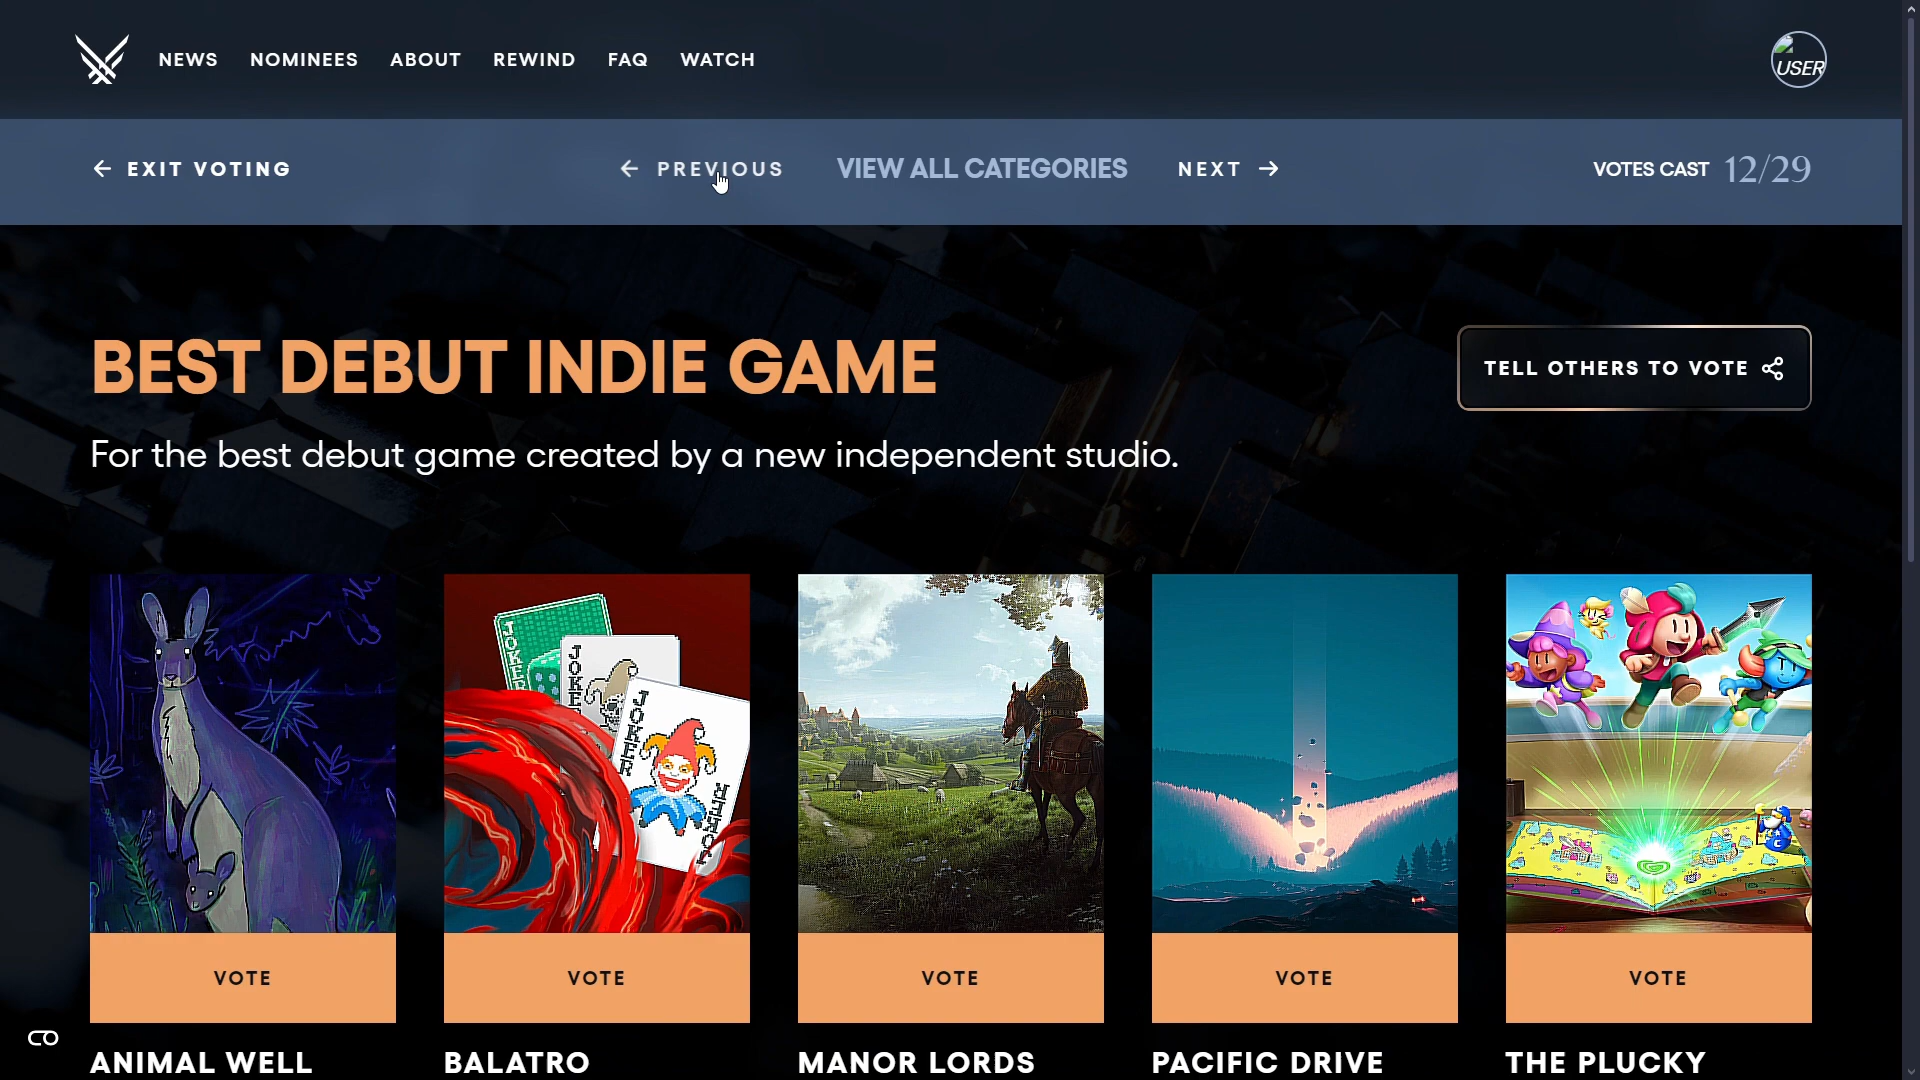 NEWS NOMINEES ABOUT REWIND FAQ WATCH
USER
EXIT VOTING
PREVIOUS
VIEW ALL CATEGORIES
NEXT
VOTES CAST 12/29
BEST DEBUT INDIE GAME
TELL OTHERS TO VOTE
For the best debut game created by a new independent studio.
JOKER
JOKER
JOKER
JOKER
VOTE
VOTE
VOTE
VOTE
VOTE
ANIMAL WELL
BALATRO
MANOR LORDS
PACIFIC DRIVE
THE PLUCKY